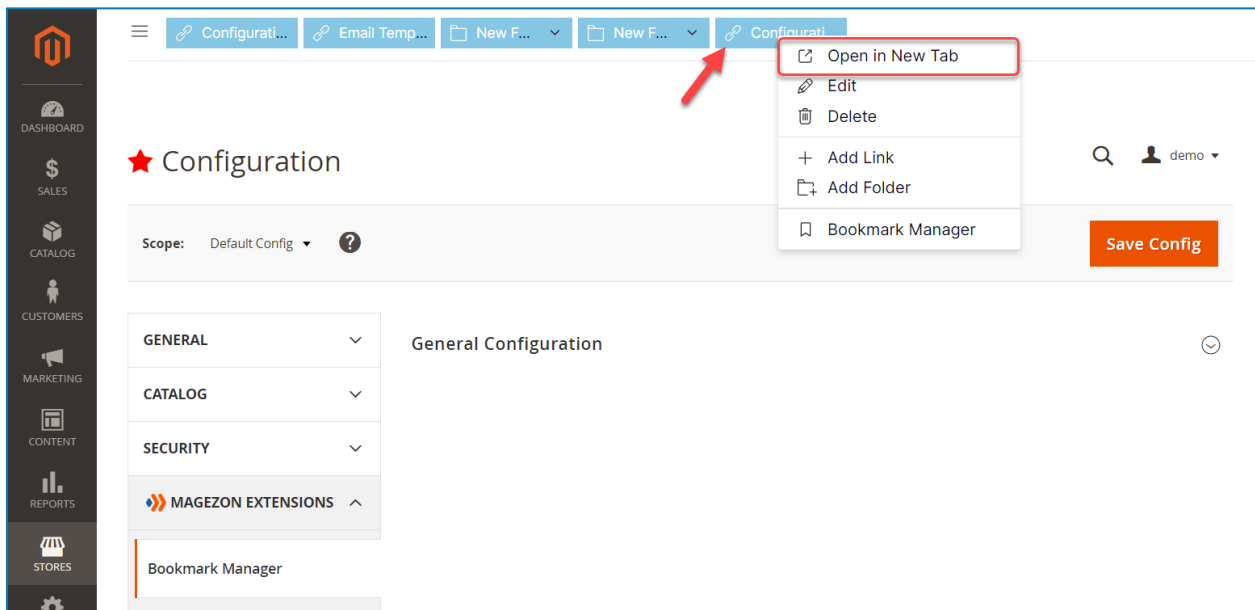 Configurati...
Email Temp...
New F...
New F...
Configurati...
Open in New Tab
Edit
Delete
Add Link
Add Folder
Bookmark Manager
DASHBOARD
$
SALES
CATALOG
CUSTOMERS
MARKETING
CONTENT
REPORTS
STORES
Configuration
demo
Scope:
Default Config
?
Save Config
GENERAL
CATALOG
SECURITY
MAGEZON EXTENSIONS
Bookmark Manager
General Configuration